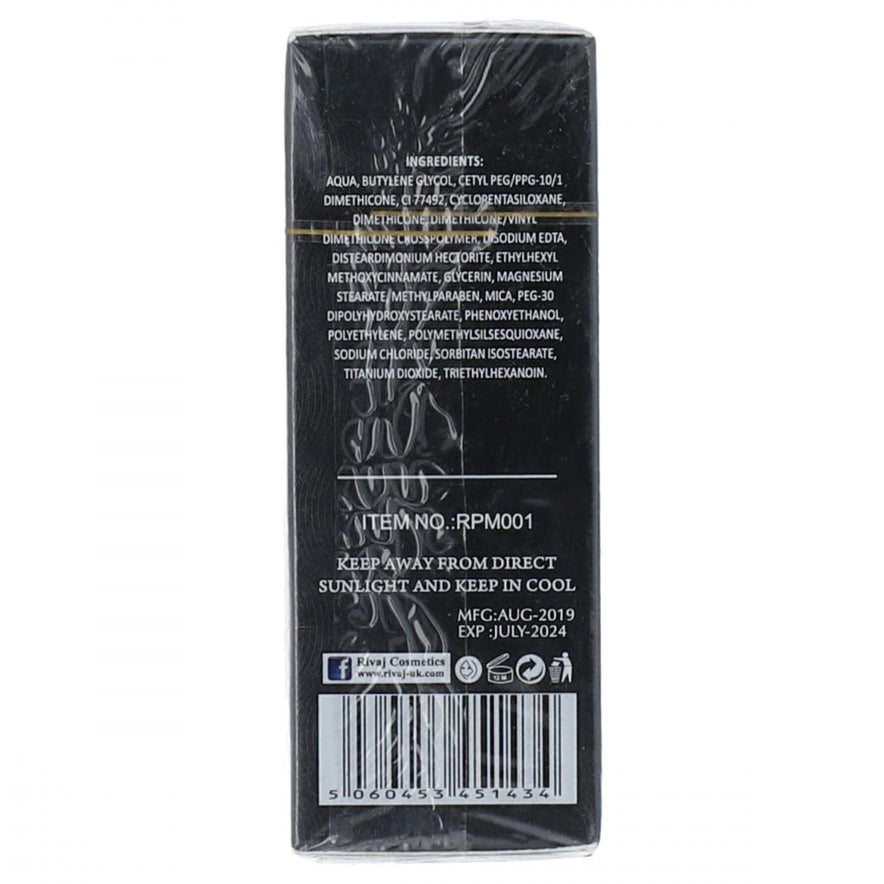 INGREDIENTS:
AQUA, BUTYLENE GLYCOL, CETYL PEG/PPG-10/1
DIMETHICONE, CI 77492, CYCLORENTASILOXANE,
DIMETHICONE, DIMETHICONE/VINYL
DIMETHICONE CROSSPOLYMER, DISODIUM EDTA,
DISTEARDIMONIUM HECTORITE, ETHYLHEXYL
METHOXYCINNAMATE, GLYCERIN, MAGNESIUM
STEARATE, METHYLPARABEN, MICA, PEG-30
DIPOLYHYDROXYSTEARATE, PHENOXYETHANOL,
POLYETHYLENE, POLYMETHYLSILSESQUIOXANE,
SODIUM CHLORIDE, SORBITAN ISOSTEARATE,
TITANIUM DIOXIDE, TRIETHYLHEXANOIN.
ITEM NO.:RPM001
KEEP AWAY FROM DIRECT
SUNLIGHT AND KEEP IN COOL
MFG:AUG-2019
EXP :JULY-2024
f Rivaj Cosmetics
www.rivaj-uk.com
12 M
5 060453 451434